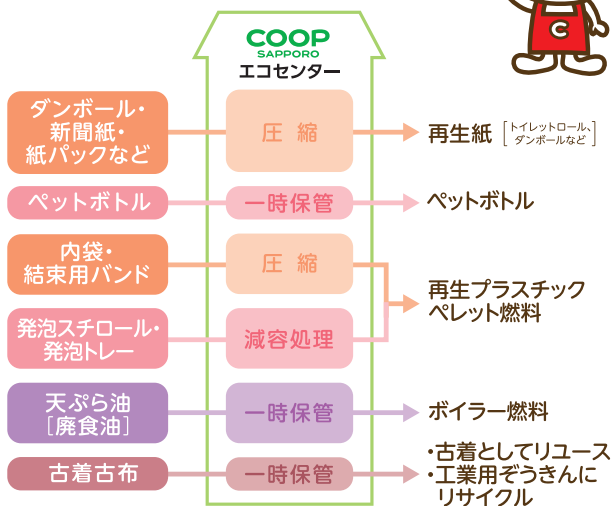 COOP
SAPPORO
エコセンター
ダンボール・
新聞紙・
紙パックなど
圧縮
再生紙
[トイレットロール、
ダンボールなど]
ペットボトル
一時保管
ペットボトル
内袋・
結束用バンド
圧縮
発泡スチロール・
発泡トレー
減容処理
再生プラスチック
ペレット燃料
天ぷら油
[廃食油]
一時保管
ボイラー燃料
古着古布
一時保管
・古着としてリユース
・工業用ぞうきんに
リサイクル
C